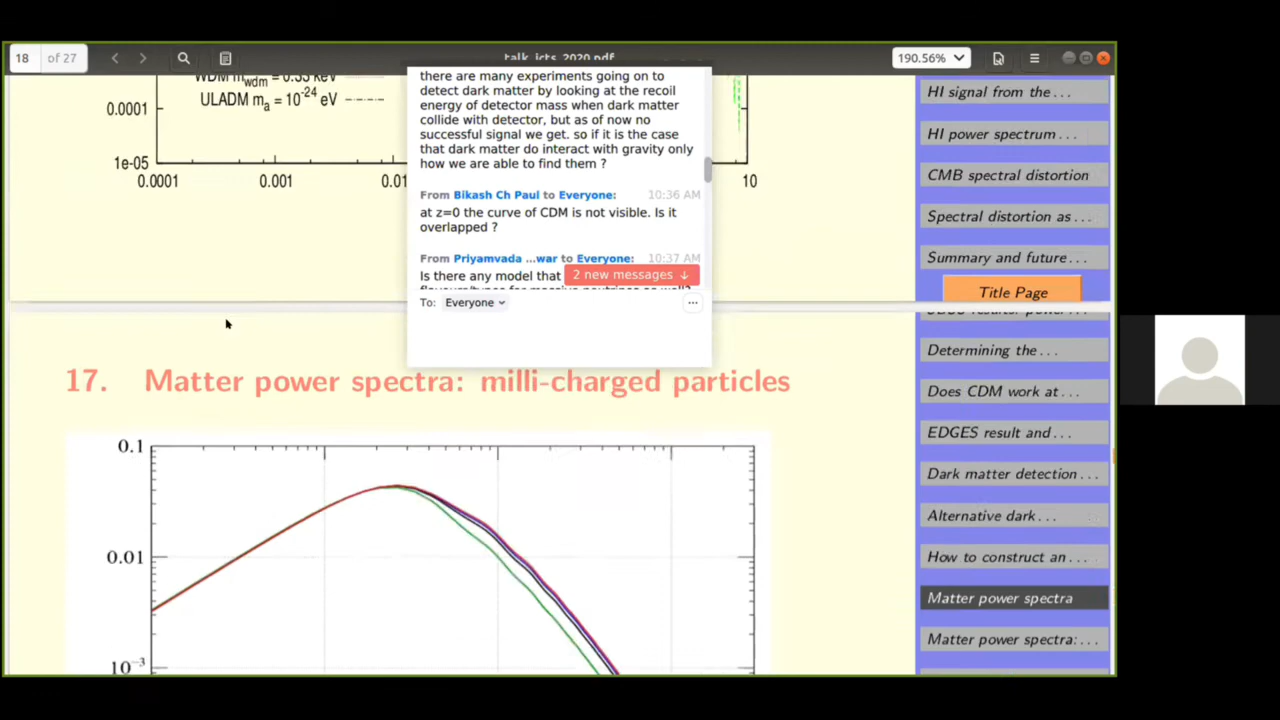 18 of 27
talk_icts_2020.pdf
190.56%
WDM m_wdm = 0.33 keV
ULADM m_a = 10^-24 eV
0.0001
1e-05
0.0001 0.001 0.01 10
there are many experiments going on to
detect dark matter by looking at the recoil
energy of detector mass when dark matter
collide with detector, but as of now no
successful signal we get. so if it is the case
that dark matter do interact with gravity only
how we are able to find them ?
From Bikash Ch Paul to Everyone: 10:36 AM
at z=0 the curve of CDM is not visible. Is it
overlapped ?
From Priyamvada ...war to Everyone: 10:37 AM
Is there any model that
2 new messages ↓
To: Everyone
...
17. Matter power spectra: milli-charged particles
0.1
0.01
10^-3
HI signal from the ...
HI power spectrum ...
CMB spectral distortion
Spectral distortion as ...
Summary and future ...
Title Page
Determining the ...
Does CDM work at ...
EDGES result and ...
Dark matter detection ...
Alternative dark ...
How to construct an ...
Matter power spectra
Matter power spectra: ...